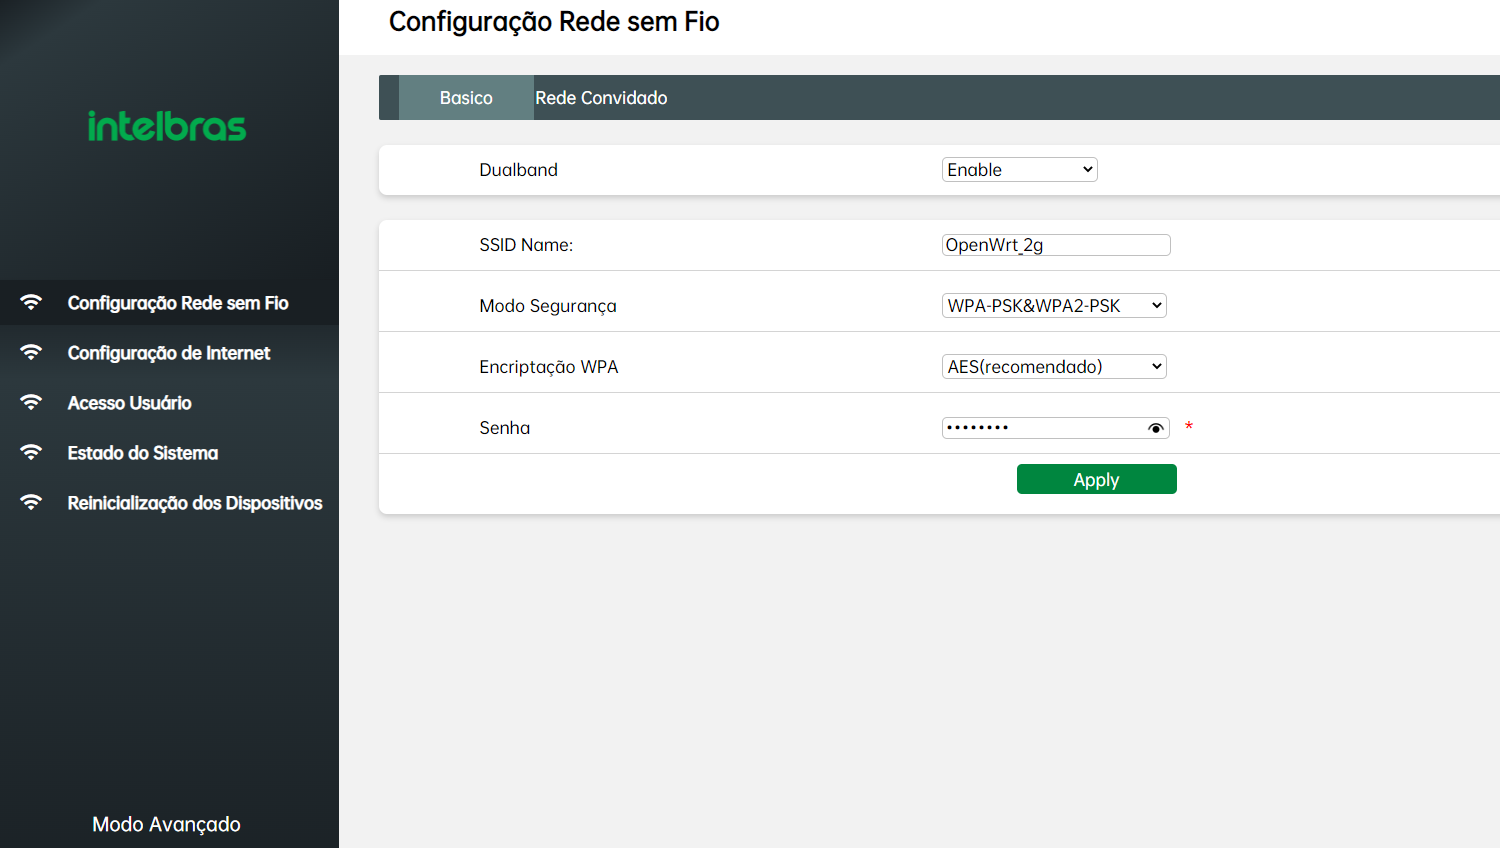 Configuração Rede sem Fio
intelbras
Basico
Rede Convidado
Dualband
Enable
SSID Name:
OpenWrt_2g
Modo Segurança
WPA-PSK&WPA2-PSK
Encriptação WPA
AES(recomendado)
Senha
•••••••• *
Apply
Configuração Rede sem Fio
Configuração de Internet
Acesso Usuário
Estado do Sistema
Reinicialização dos Dispositivos
Modo Avançado